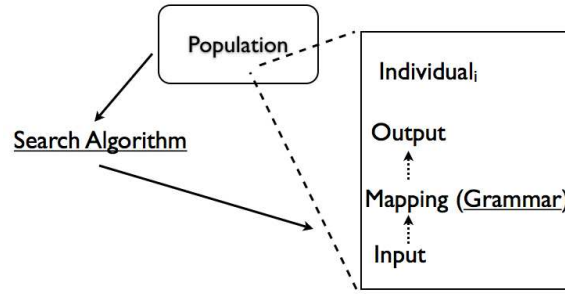 Population
Search Algorithm
Individualᵢ
Output
Mapping (Grammar)
Input